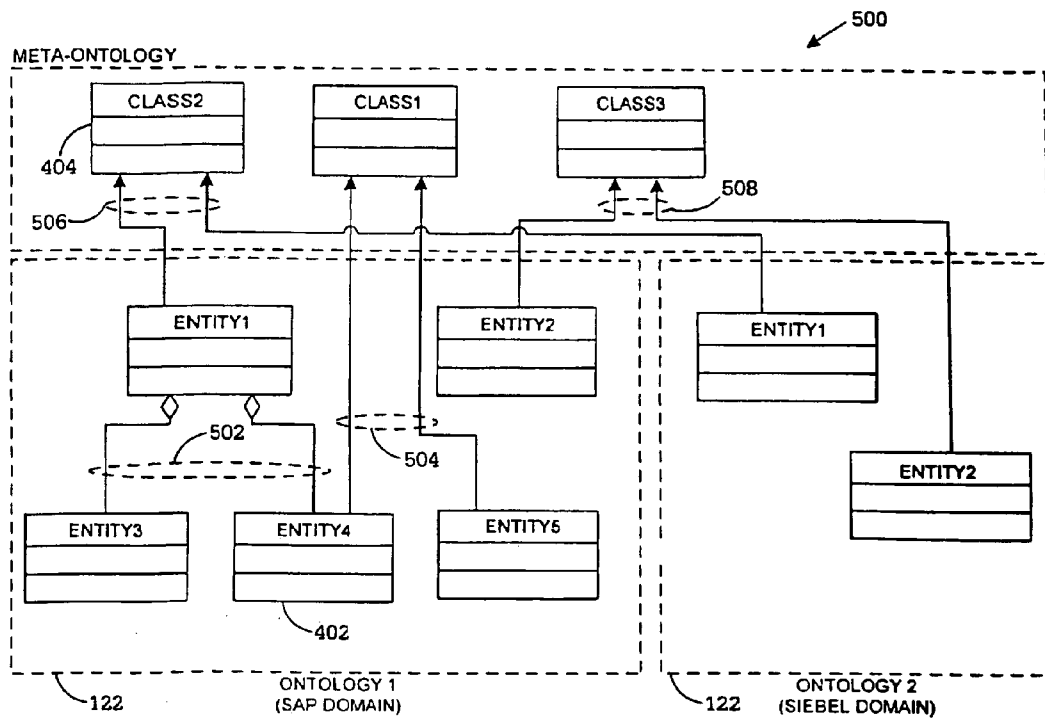 500
META-ONTOLOGY
CLASS2
CLASS1
CLASS3
404
506
508
ENTITY1
ENTITY2
ENTITY1
502
504
ENTITY2
ENTITY3
ENTITY4
ENTITY5
402
122
ONTOLOGY 1
(SAP DOMAIN)
122
ONTOLOGY 2
(SIEBEL DOMAIN)